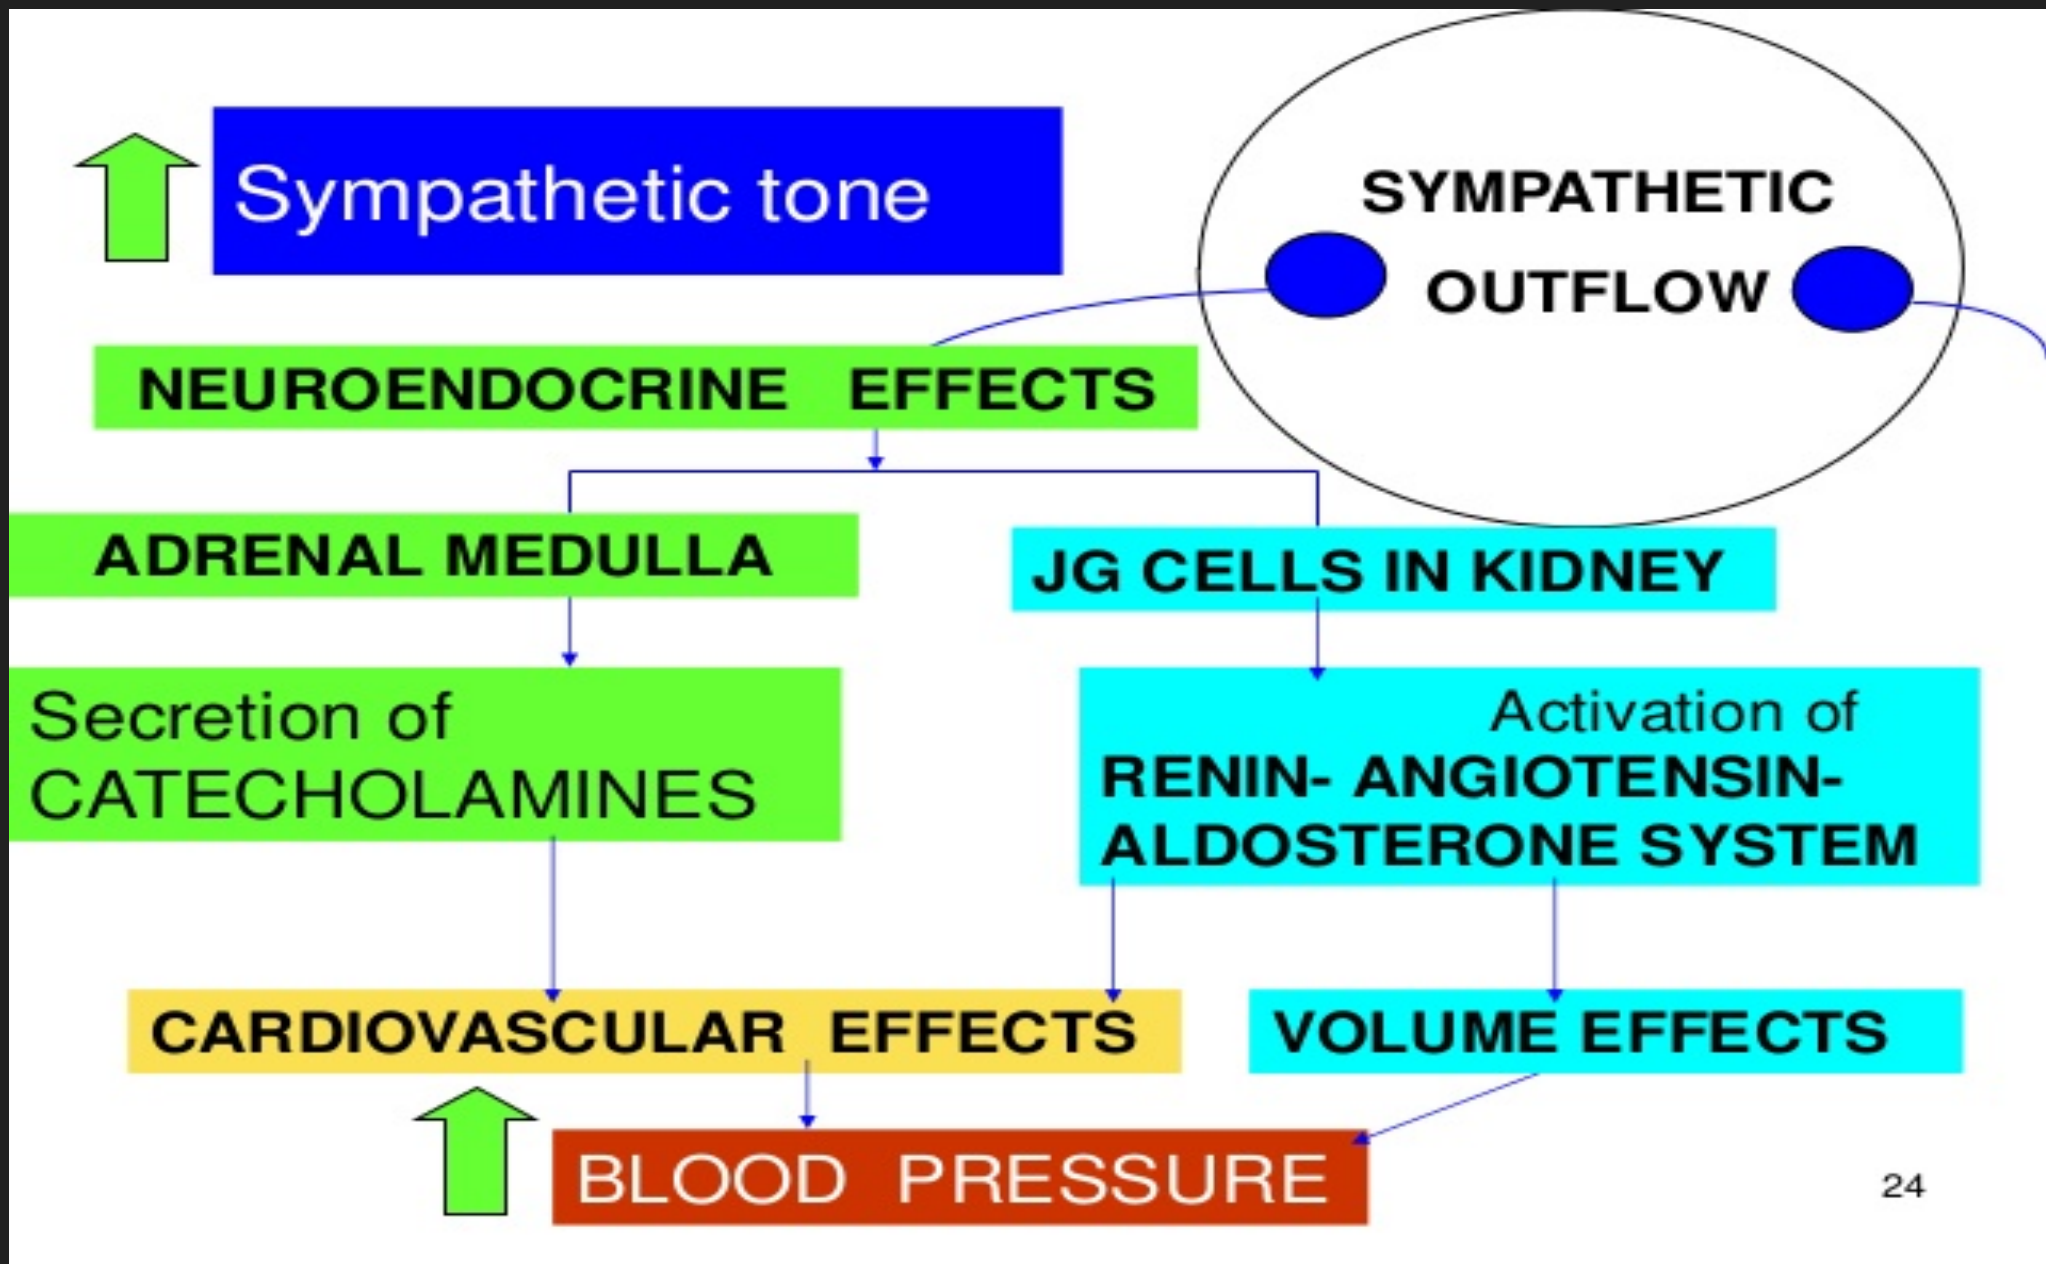 Sympathetic tone
SYMPATHETIC
OUTFLOW
NEUROENDOCRINE EFFECTS
ADRENAL MEDULLA
JG CELLS IN KIDNEY
Secretion of
CATECHOLAMINES
Activation of
RENIN- ANGIOTENSIN-
ALDOSTERONE SYSTEM
CARDIOVASCULAR EFFECTS
VOLUME EFFECTS
BLOOD PRESSURE
24